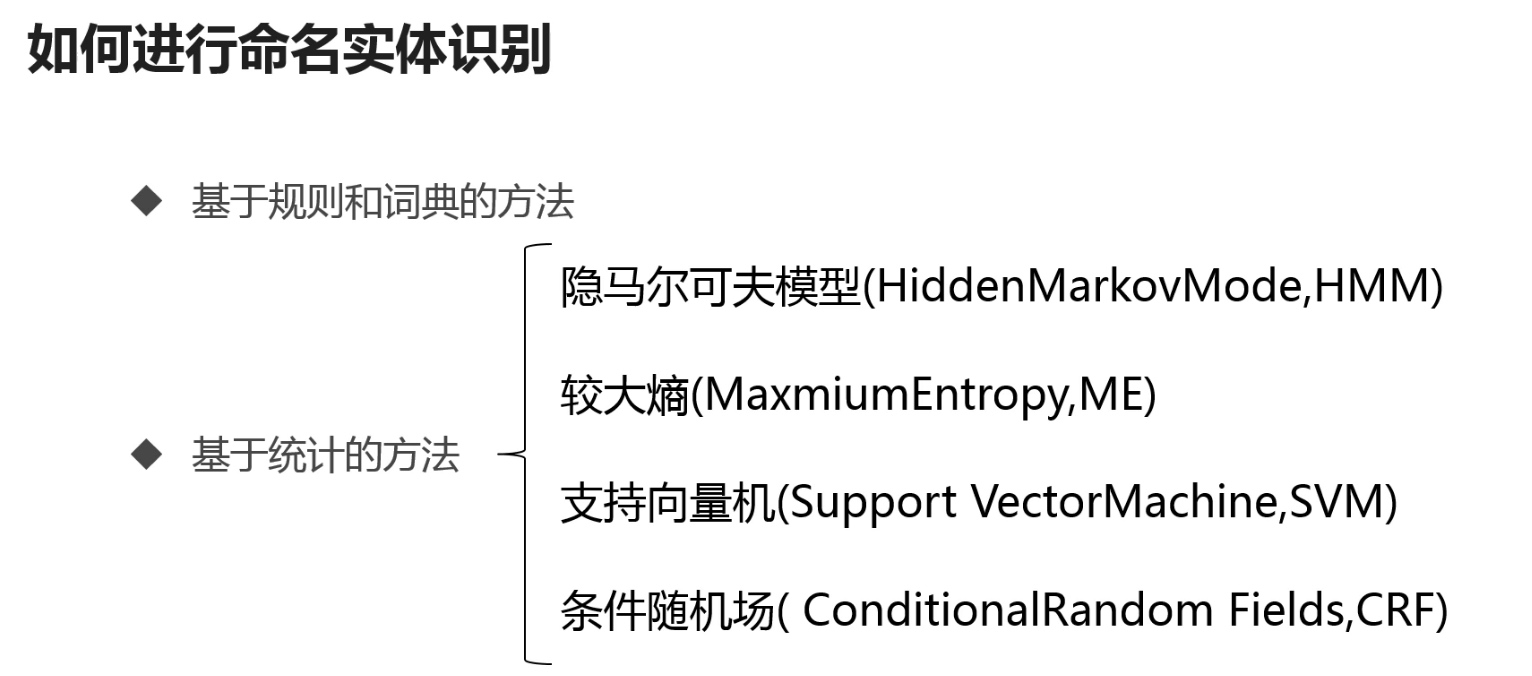 如何进行命名实体识别
◆ 基于规则和词典的方法
◆ 基于统计的方法
隐马尔可夫模型(HiddenMarkovMode,HMM)
较大熵(MaxmiumEntropy,ME)
支持向量机(Support VectorMachine,SVM)
条件随机场( ConditionalRandom Fields,CRF)